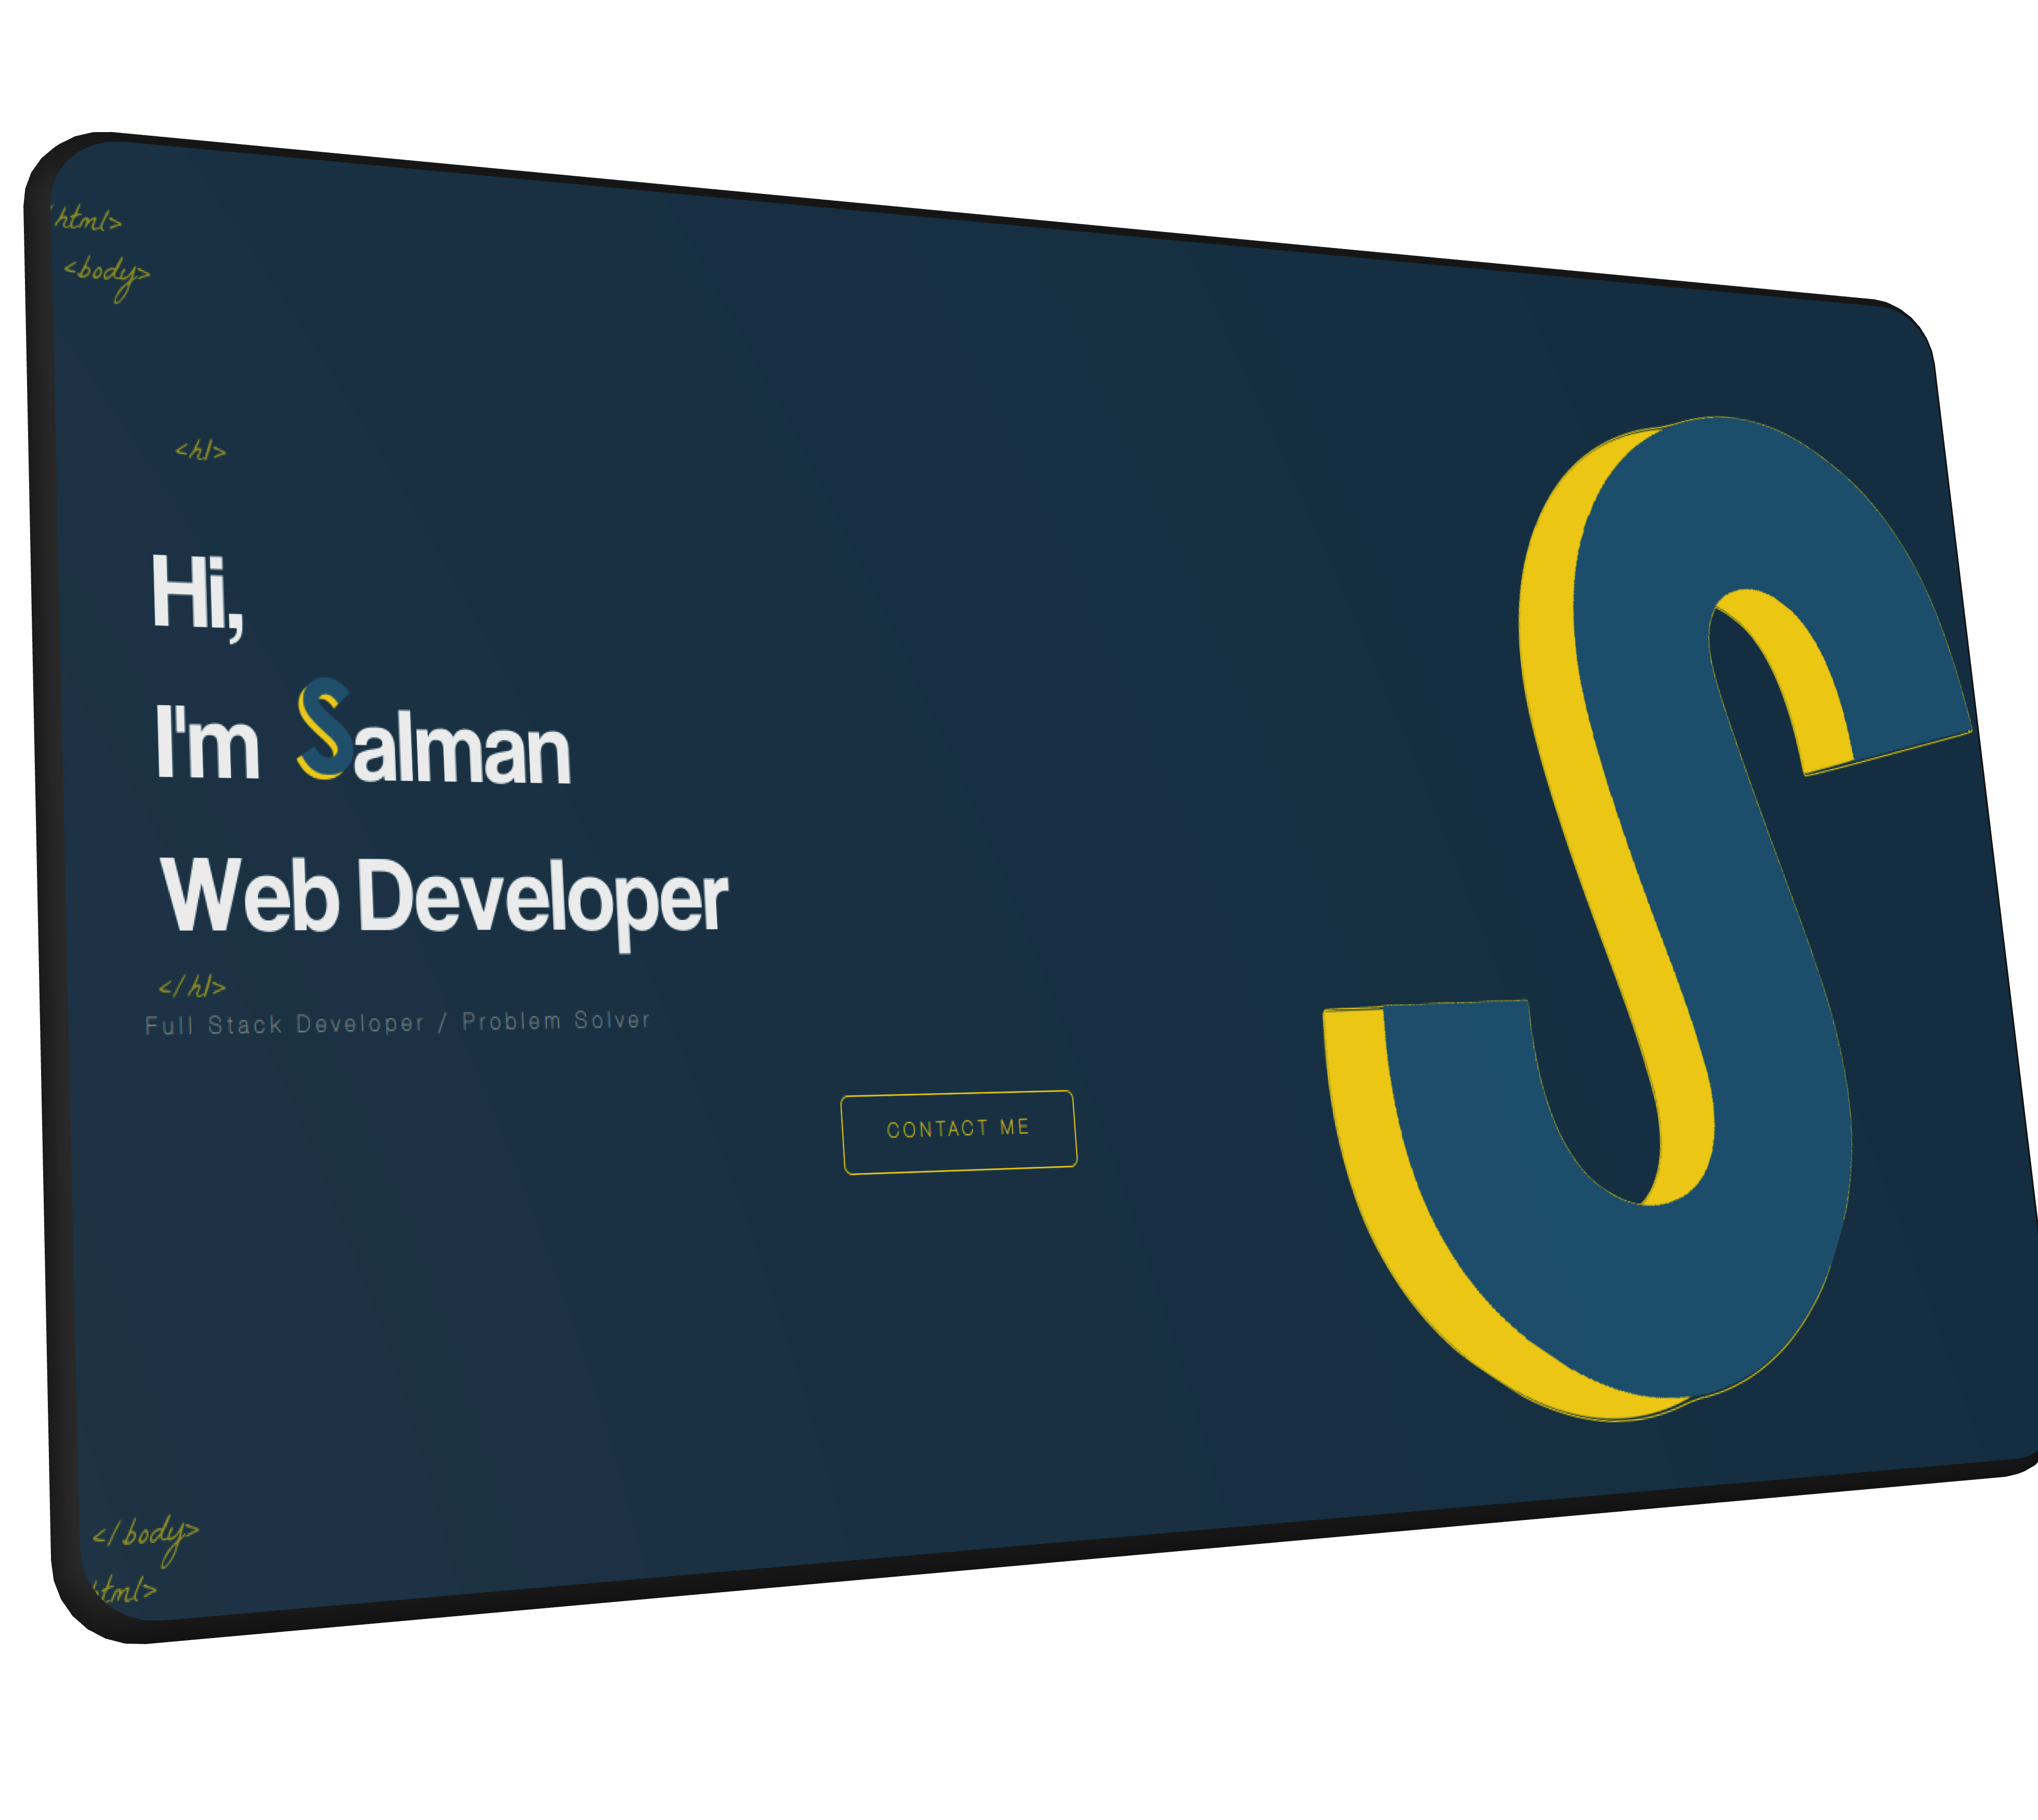 html>
<body>
<h1>
Hi,
I'm Salman
Web Developer
</h1>
Full Stack Developer / Problem Solver
CONTACT ME
S
</body>
tml>